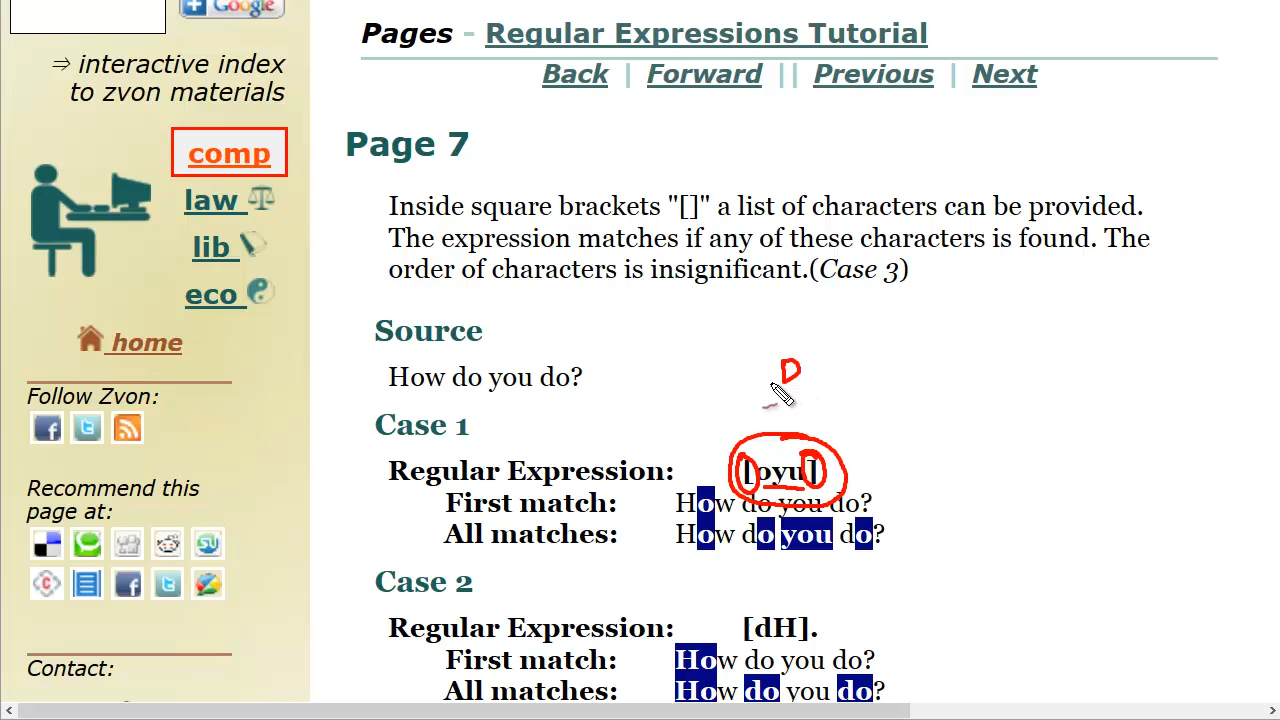 Google
Pages - Regular Expressions Tutorial
⇒ interactive index
to zvon materials
Back | Forward || Previous | Next
comp
law
lib
eco
home
Follow Zvon:
Recommend this
page at:
Contact:
Page 7
Inside square brackets "[]" a list of characters can be provided.
The expression matches if any of these characters is found. The
order of characters is insignificant.(Case 3)
Source
How do you do?
D
Case 1
Regular Expression: [oyu]
First match: How do you do?
All matches: How do you do?
Case 2
Regular Expression: [dH].
First match: How do you do?
All matches: How do you do?